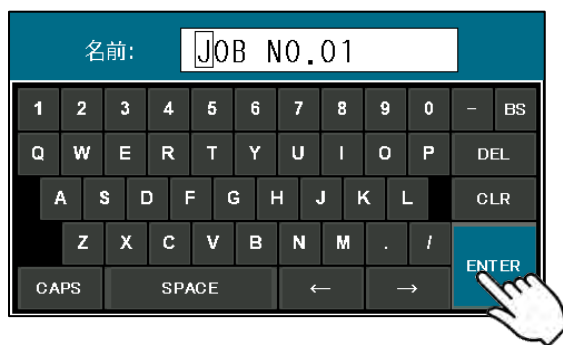 名前: JOB NO.01
1 2 3 4 5 6 7 8 9 0 - BS
Q W E R T Y U I O P DEL
A S D F G H J K L CLR
Z X C V B N M . / ENTER
CAPS SPACE ← →